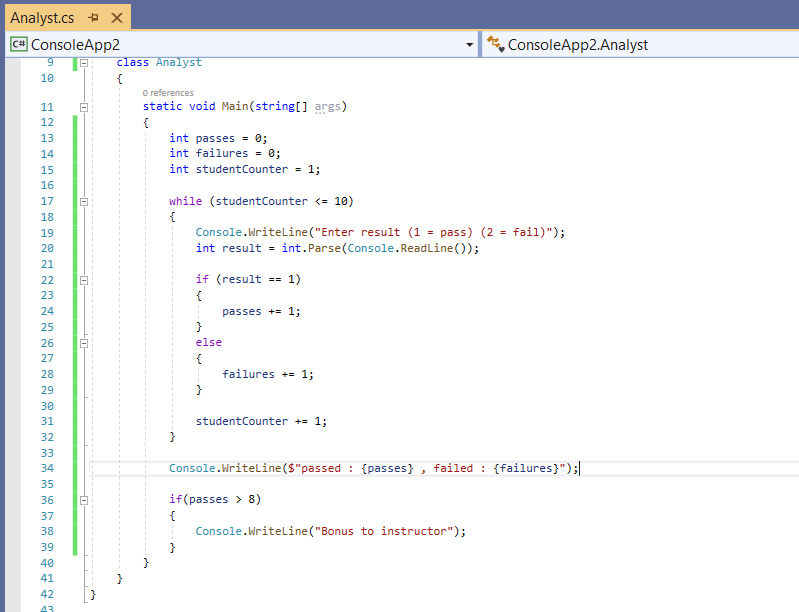 Analyst.cs
C# ConsoleApp2 ConsoleApp2.Analyst
9 class Analyst
10 {
0 references
11 static void Main(string[] args)
12 {
13 int passes = 0;
14 int failures = 0;
15 int studentCounter = 1;
16
17 while (studentCounter <= 10)
18 {
19 Console.WriteLine("Enter result (1 = pass) (2 = fail)");
20 int result = int.Parse(Console.ReadLine());
21
22 if (result == 1)
23 {
24 passes += 1;
25 }
26 else
27 {
28 failures += 1;
29 }
30
31 studentCounter += 1;
32 }
33
34 Console.WriteLine($"passed : {passes} , failed : {failures}");
35
36 if(passes > 8)
37 {
38 Console.WriteLine("Bonus to instructor");
39 }
40 }
41 }
42 }
43